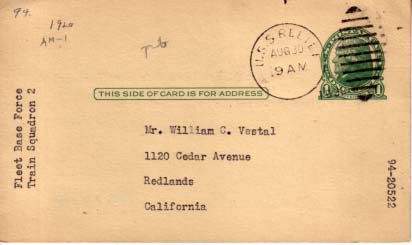 94.
1920
AM-1
U.S.S. RELIEF
AUG 30
9 AM
THIS SIDE OF CARD IS FOR ADDRESS
Fleet Base Force
Train Squadron 2
Mr. William C. Vestal
1120 Cedar Avenue
Redlands
California
94-20522